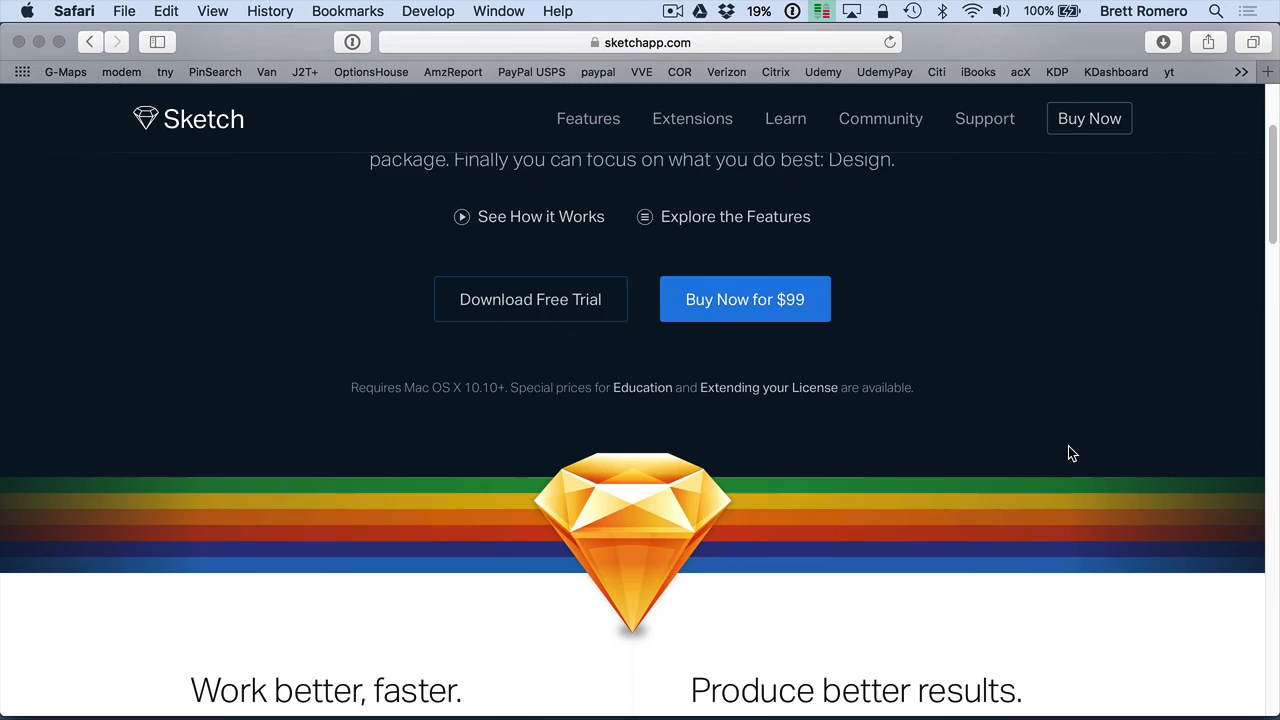 Safari File Edit View History Bookmarks Develop Window Help 19% 100% Brett Romero
sketchapp.com
G-Maps modem tny PinSearch Van J2T+ OptionsHouse AmzReport PayPal USPS paypal VVE COR Verizon Citrix Udemy UdemyPay Citi iBooks acX KDP KDashboard yt
Sketch Features Extensions Learn Community Support Buy Now
package. Finally you can focus on what you do best: Design.
See How it Works Explore the Features
Download Free Trial Buy Now for $99
Requires Mac OS X 10.10+. Special prices for Education and Extending your License are available.
Work better, faster. Produce better results.